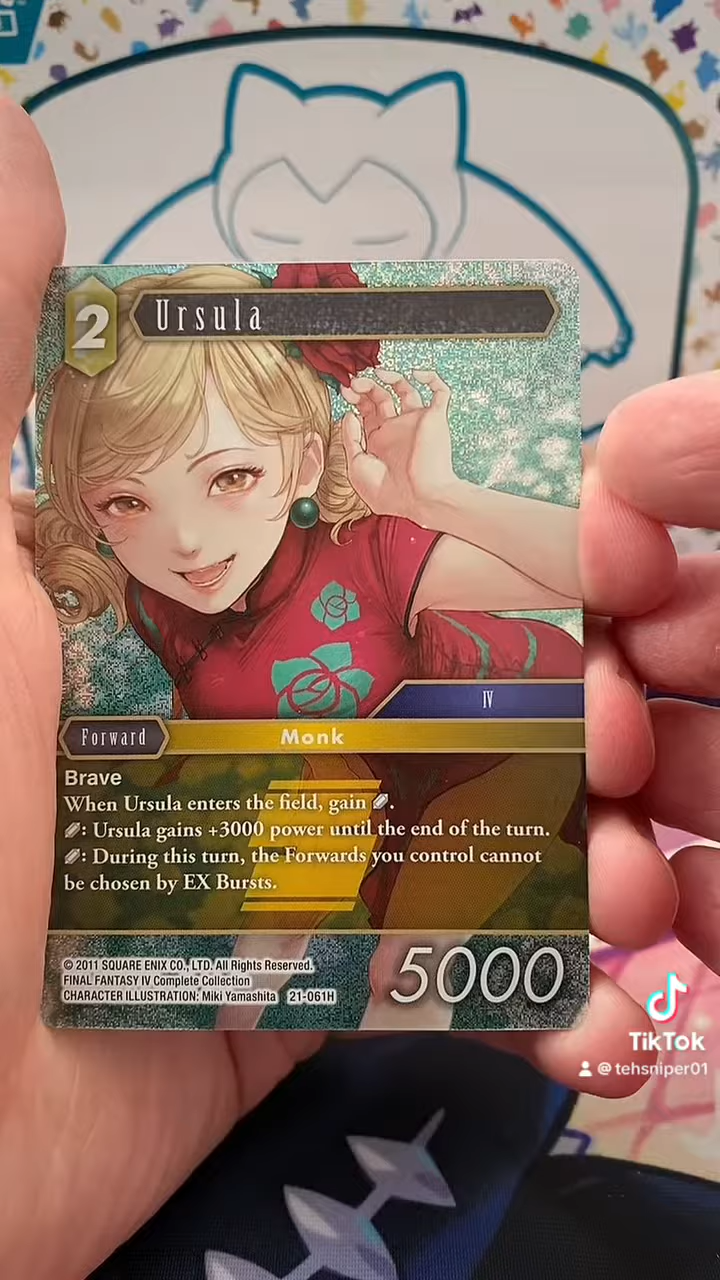 2
Ursula
IV
Forward
Monk
Brave
When Ursula enters the field, gain .
: Ursula gains +3000 power until the end of the turn.
: During this turn, the Forwards you control cannot
be chosen by EX Bursts.
© 2011 SQUARE ENIX CO., LTD. All Rights Reserved.
FINAL FANTASY IV Complete Collection
CHARACTER ILLUSTRATION: Miki Yamashita 21-061H
5000
TikTok
@tehsniper01